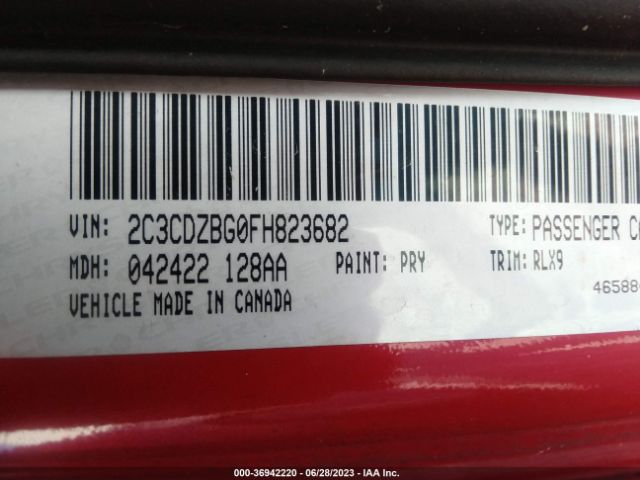 VIN: 2C3CDZBG0FH823682 TYPE: PASSENGER
MDH: 042422 128AA PAINT: PRY TRIM: RLX9
VEHICLE MADE IN CANADA
000-36942220 - 06/28/2023 - IAA Inc.